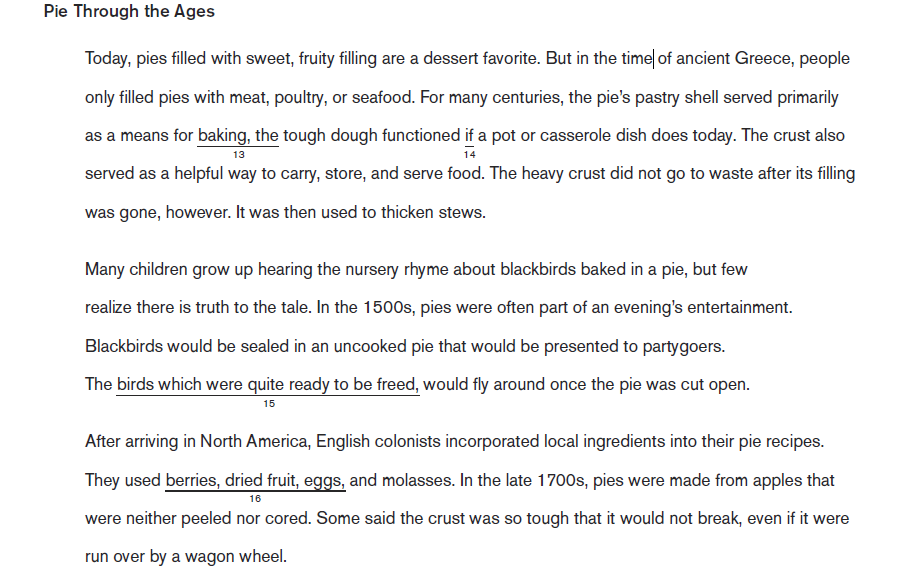 Pie Through the Ages
Today, pies filled with sweet, fruity filling are a dessert favorite. But in the time of ancient Greece, people
only filled pies with meat, poultry, or seafood. For many centuries, the pie's pastry shell served primarily
as a means for baking, the tough dough functioned if a pot or casserole dish does today. The crust also
13 14
served as a helpful way to carry, store, and serve food. The heavy crust did not go to waste after its filling
was gone, however. It was then used to thicken stews.
Many children grow up hearing the nursery rhyme about blackbirds baked in a pie, but few
realize there is truth to the tale. In the 1500s, pies were often part of an evening's entertainment.
Blackbirds would be sealed in an uncooked pie that would be presented to partygoers.
The birds which were quite ready to be freed, would fly around once the pie was cut open.
15
After arriving in North America, English colonists incorporated local ingredients into their pie recipes.
They used berries, dried fruit, eggs, and molasses. In the late 1700s, pies were made from apples that
16
were neither peeled nor cored. Some said the crust was so tough that it would not break, even if it were
run over by a wagon wheel.